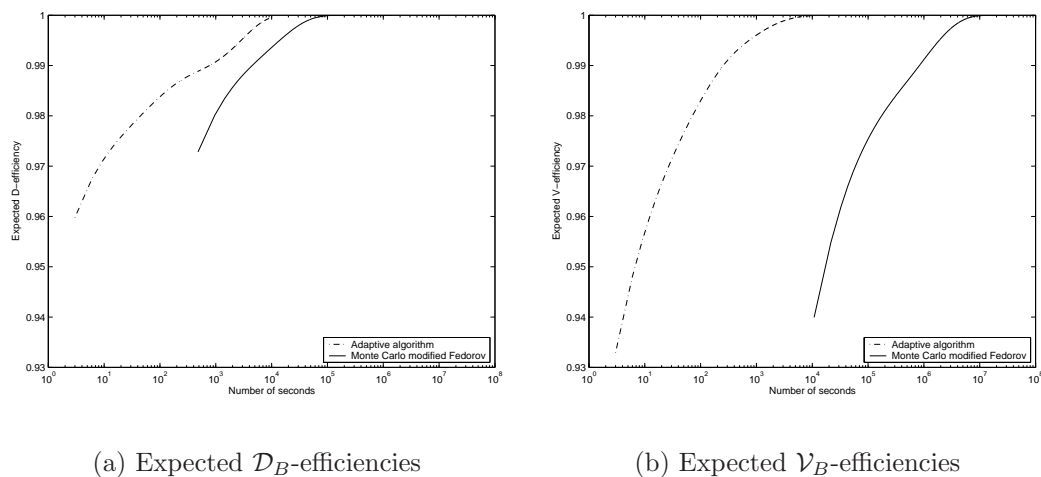 1
0.99
0.98
0.97
0.96
0.95
0.94
0.93
Expected D−efficiency
10^0 10^1 10^2 10^3 10^4 10^5 10^6 10^7 10^8
Number of seconds
Adaptive algorithm
Monte Carlo modified Fedorov
1
0.99
0.98
0.97
0.96
0.95
0.94
0.93
Expected V−efficiency
10^0 10^1 10^2 10^3 10^4 10^5 10^6 10^7 10^8
Number of seconds
Adaptive algorithm
Monte Carlo modified Fedorov
(a) Expected 𝒟_B-efficiencies
(b) Expected 𝒱_B-efficiencies